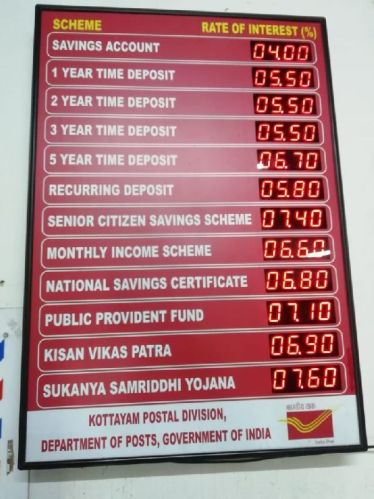 SCHEME RATE OF INTEREST (%)
SAVINGS ACCOUNT 04.00
1 YEAR TIME DEPOSIT 05.50
2 YEAR TIME DEPOSIT 05.50
3 YEAR TIME DEPOSIT 05.50
5 YEAR TIME DEPOSIT 06.70
RECURRING DEPOSIT 05.80
SENIOR CITIZEN SAVINGS SCHEME 07.40
MONTHLY INCOME SCHEME 06.60
NATIONAL SAVINGS CERTIFICATE 06.80
PUBLIC PROVIDENT FUND 07.10
KISAN VIKAS PATRA 06.90
SUKANYA SAMRIDDHI YOJANA 07.60
KOTTAYAM POSTAL DIVISION,
DEPARTMENT OF POSTS, GOVERNMENT OF INDIA
भारतीय डाक
India Post